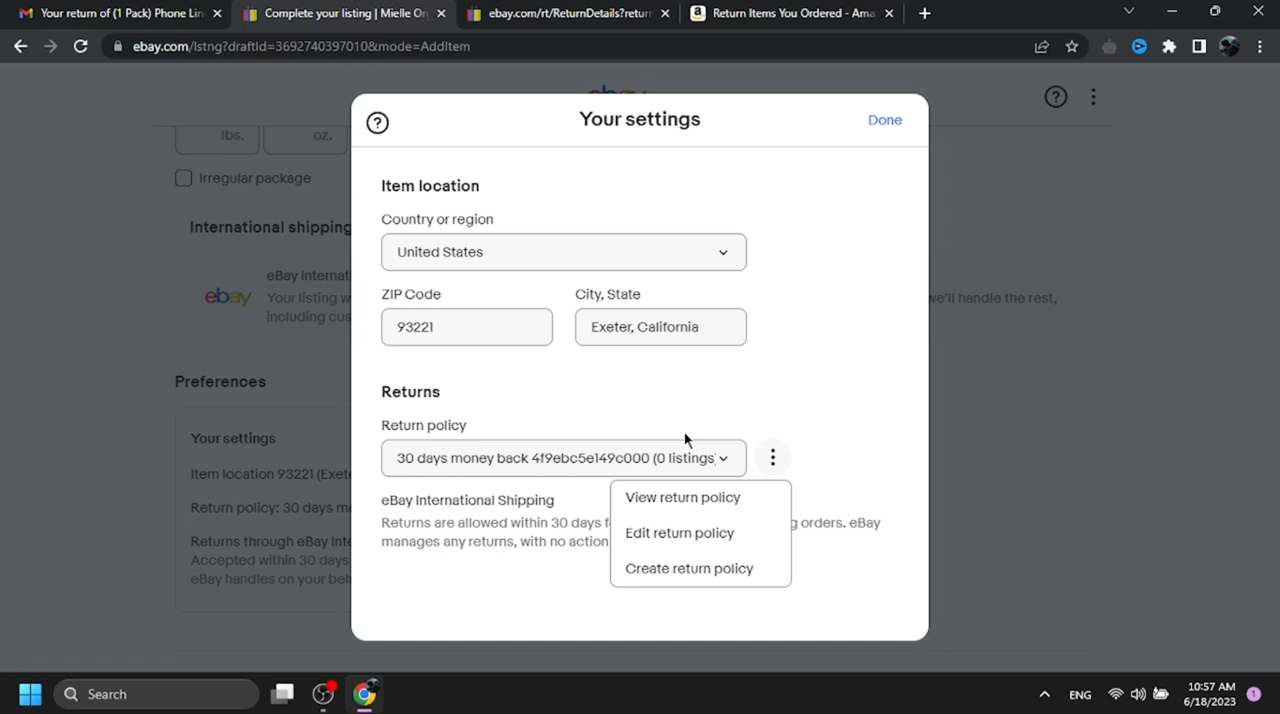 Your return of (1 Pack) Phone Lin
Complete your listing | Mielle Or
ebay.com/rt/ReturnDetails?return
Return Items You Ordered - Ama
ebay.com/lstng?draftId=3692740397010&mode=AddItem
Your settings
Done
lbs.
oz.
Irregular package
International shipping
ebay
eBay Internat
Your listing w
we'll handle the rest,
including cus
Preferences
Your settings
Item location 93221 (Exete
Return policy: 30 days m
Returns through eBay Inte
Accepted within 30 days
eBay handles on your beh
Item location
Country or region
United States
ZIP Code
City, State
93221
Exeter, California
Returns
Return policy
30 days money back 4f9ebc5e149c000 (0 listings)
eBay International Shipping
Returns are allowed within 30 days f
g orders. eBay
manages any returns, with no action
View return policy
Edit return policy
Create return policy
Search
ENG
10:57 AM
6/18/2023
1